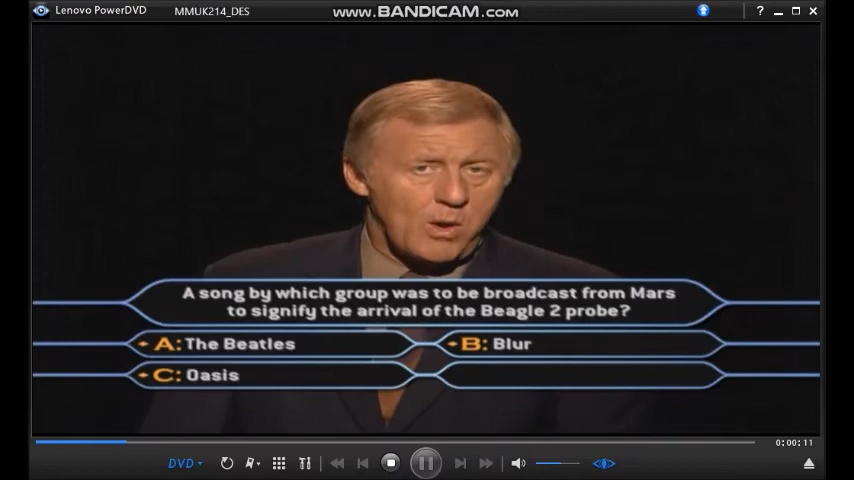 Lenovo PowerDVD MMUK214_DES
www.BANDICAM.com
?
A song by which group was to be broadcast from Mars
to signify the arrival of the Beagle 2 probe?
A: The Beatles
B: Blur
C: Oasis
0:00:11
DVD